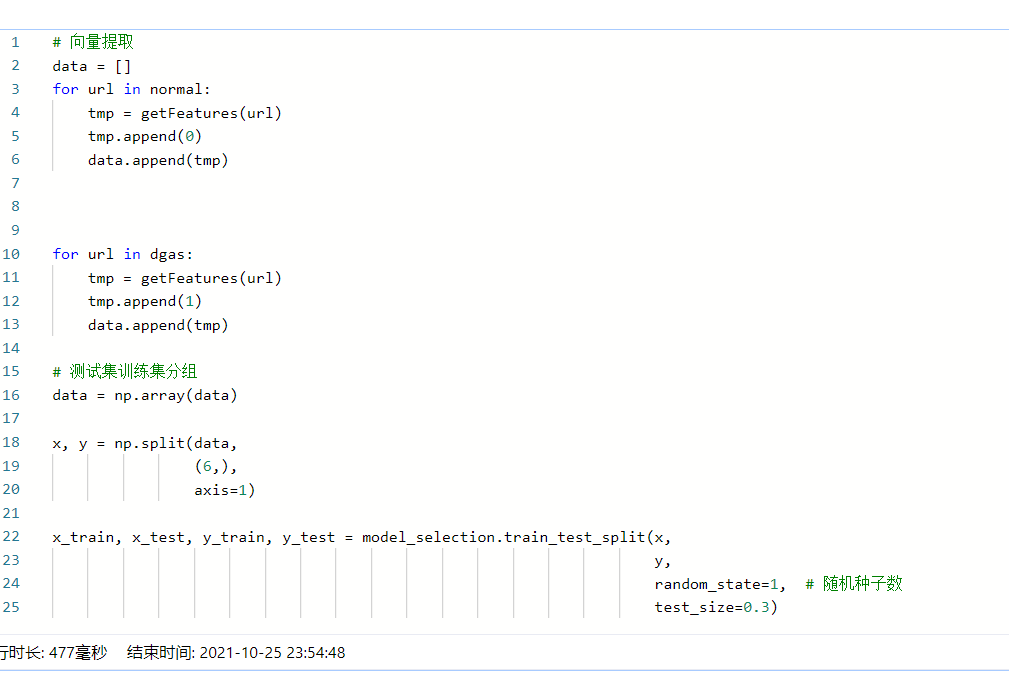 1 # 向量提取
2 data = []
3 for url in normal:
4     tmp = getFeatures(url)
5     tmp.append(0)
6     data.append(tmp)
7
8
9
10 for url in dgas:
11     tmp = getFeatures(url)
12     tmp.append(1)
13     data.append(tmp)
14
15 # 测试集训练集分组
16 data = np.array(data)
17
18 x, y = np.split(data,
19                 (6,),
20                 axis=1)
21
22 x_train, x_test, y_train, y_test = model_selection.train_test_split(x,
23                                                                     y,
24                                                                     random_state=1,  # 随机种子数
25                                                                     test_size=0.3)
行时长: 477毫秒 结束时间: 2021-10-25 23:54:48